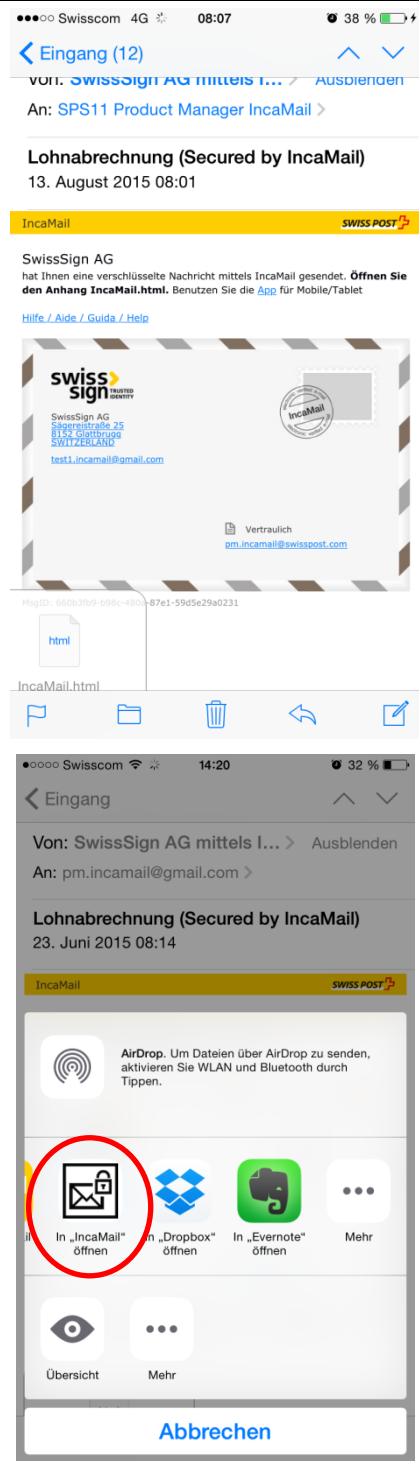 Swisscom 4G 08:07 38 %
Eingang (12)
Von: SwissSign AG mittels I... Ausblenden
An: SPS11 Product Manager IncaMail
Lohnabrechnung (Secured by IncaMail)
13. August 2015 08:01
IncaMail SWISS POST
SwissSign AG
hat Ihnen eine verschlüsselte Nachricht mittels IncaMail gesendet. Öffnen Sie
den Anhang IncaMail.html. Benutzen Sie die App für Mobile/Tablet
Hilfe / Aide / Guida / Help
swiss
sign TRUSTED
IDENTITY
IncaMail
SwissSign AG
Sägereistraße 25
8152 Glattbrugg
SWITZERLAND
test1.incamail@gmail.com
Vertraulich
pm.incamail@swisspost.com
MsgID: 660b3fb9-b98c-480a-87e1-59d5e29a0231
html
IncaMail.html
Swisscom 14:20 32 %
Eingang
Von: SwissSign AG mittels I... Ausblenden
An: pm.incamail@gmail.com
Lohnabrechnung (Secured by IncaMail)
23. Juni 2015 08:14
IncaMail SWISS POST
AirDrop. Um Dateien über AirDrop zu senden,
aktivieren Sie WLAN und Bluetooth durch
Tippen.
In „IncaMail“
öffnen
In „Dropbox“
öffnen
In „Evernote“
öffnen
Mehr
Übersicht
Mehr
Abbrechen